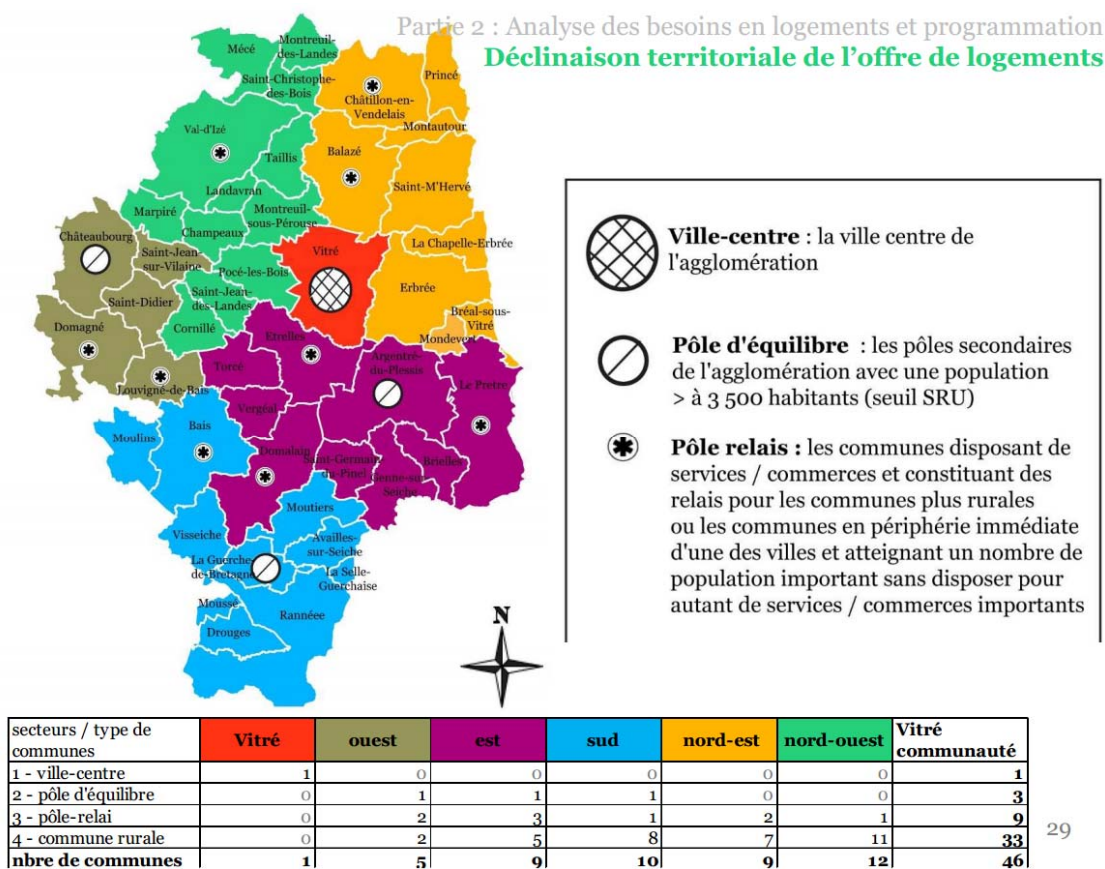 Partie 2 : Analyse des besoins en logements et programmation
Déclinaison territoriale de l'offre de logements
Mécé
Montreuil-
des-Landes
Saint-Christophe-
des-Bois
Princé
Châtillon-en-
Vendelais
Montautour
Val-d'Izé
Taillis
Balazé
Landavran
Saint-M'Hervé
Marpiré
Montreuil-
sous-Pérouse
Champeaux
Châteaubourg
Saint-Jean-
sur-Vilaine
Vitré
La Chapelle-Erbrée
Pocé-les-Bois
Erbrée
Saint-Jean-
des-Landes
Saint-Didier
Bréal-sous-
Vitré
Domagné
Cornillé
Mondevert
Etrelles
Argentré-
du-Plessis
Torcé
Le Pretre
Louvigné-de-Bais
Vergéal
Bais
Moulins
Domalain
Saint-Germain-
du-Pinel
Brielles
Genne-sur-
Seiche
Moutiers
Visseiche
Availles-
sur-Seiche
La Guerche-
de-Bretagne
La Selle-
Guerchaise
Moussé
Rannéee
Drouges
N
Ville-centre : la ville centre de
l'agglomération
Pôle d'équilibre : les pôles secondaires
de l'agglomération avec une population
> à 3 500 habitants (seuil SRU)
Pôle relais : les communes disposant de
services / commerces et constituant des
relais pour les communes plus rurales
ou les communes en périphérie immédiate
d'une des villes et atteignant un nombre de
population important sans disposer pour
autant de services / commerces importants
secteurs / type de communes Vitré ouest est sud nord-est nord-ouest Vitré communauté
1 - ville-centre 1 0 0 0 0 0 1
2 - pôle d'équilibre 0 1 1 1 0 0 3
3 - pôle-relai 0 2 3 1 2 1 9
4 - commune rurale 0 2 5 8 7 11 33
nbre de communes 1 5 9 10 9 12 46
29